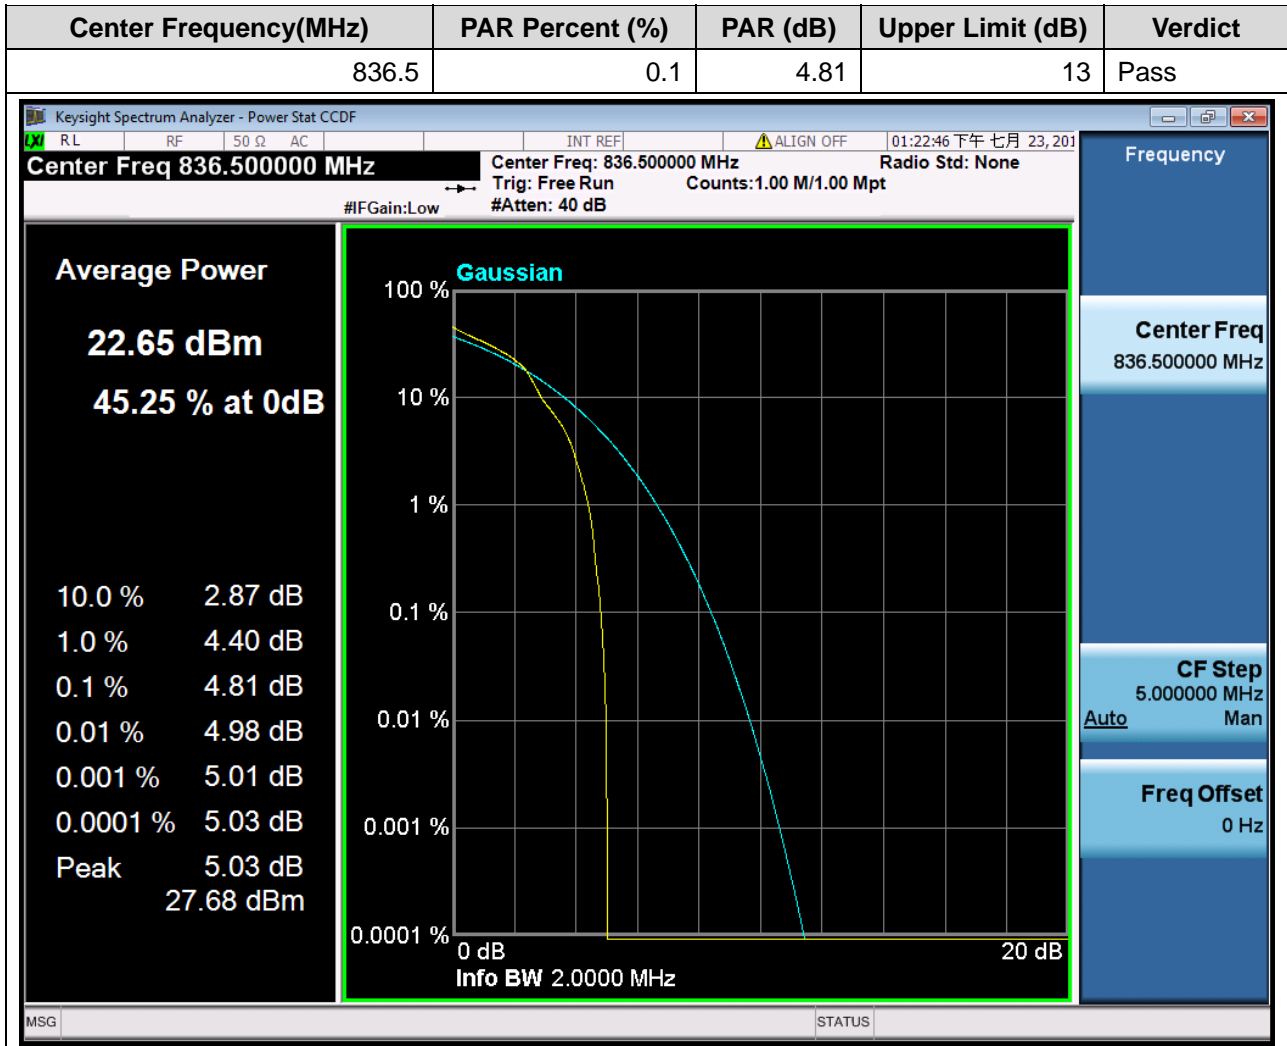 Center Frequency(MHz) PAR Percent (%) PAR (dB) Upper Limit (dB) Verdict
836.5 0.1 4.81 13 Pass
Keysight Spectrum Analyzer - Power Stat CCDF
LXI RL RF 50 Ω AC INT REF ALIGN OFF 01:22:46 下午 七月 23, 201
Center Freq 836.500000 MHz
Center Freq: 836.500000 MHz Radio Std: None
Trig: Free Run Counts:1.00 M/1.00 Mpt
#IFGain:Low #Atten: 40 dB
Average Power
22.65 dBm
45.25 % at 0dB
10.0 % 2.87 dB
1.0 % 4.40 dB
0.1 % 4.81 dB
0.01 % 4.98 dB
0.001 % 5.01 dB
0.0001 % 5.03 dB
Peak 5.03 dB
27.68 dBm
Gaussian
100 %
10 %
1 %
0.1 %
0.01 %
0.001 %
0.0001 %
0 dB 20 dB
Info BW 2.0000 MHz
Frequency
Center Freq
836.500000 MHz
CF Step
5.000000 MHz
Auto Man
Freq Offset
0 Hz
MSG STATUS